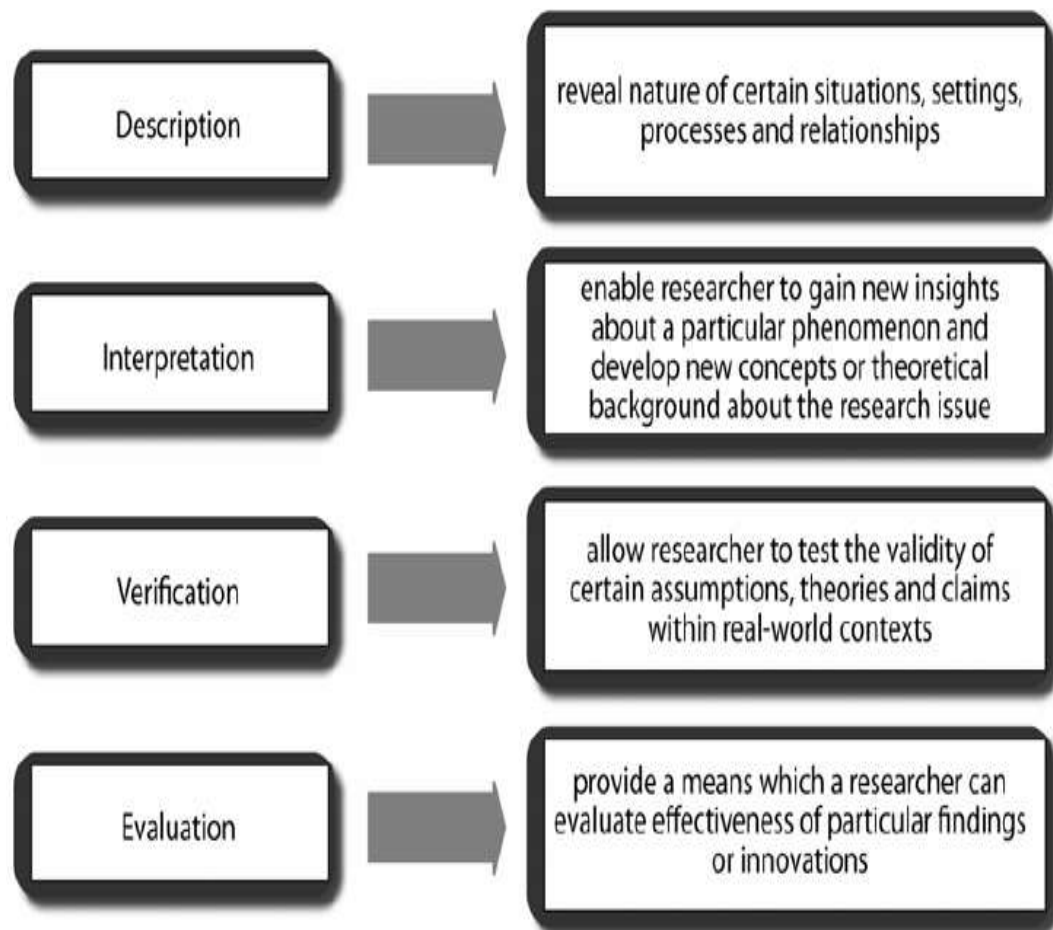 Description
reveal nature of certain situations, settings,
processes and relationships
Interpretation
enable researcher to gain new insights
about a particular phenomenon and
develop new concepts or theoretical
background about the research issue
Verification
allow researcher to test the validity of
certain assumptions, theories and claims
within real-world contexts
Evaluation
provide a means which a researcher can
evaluate effectiveness of particular findings
or innovations